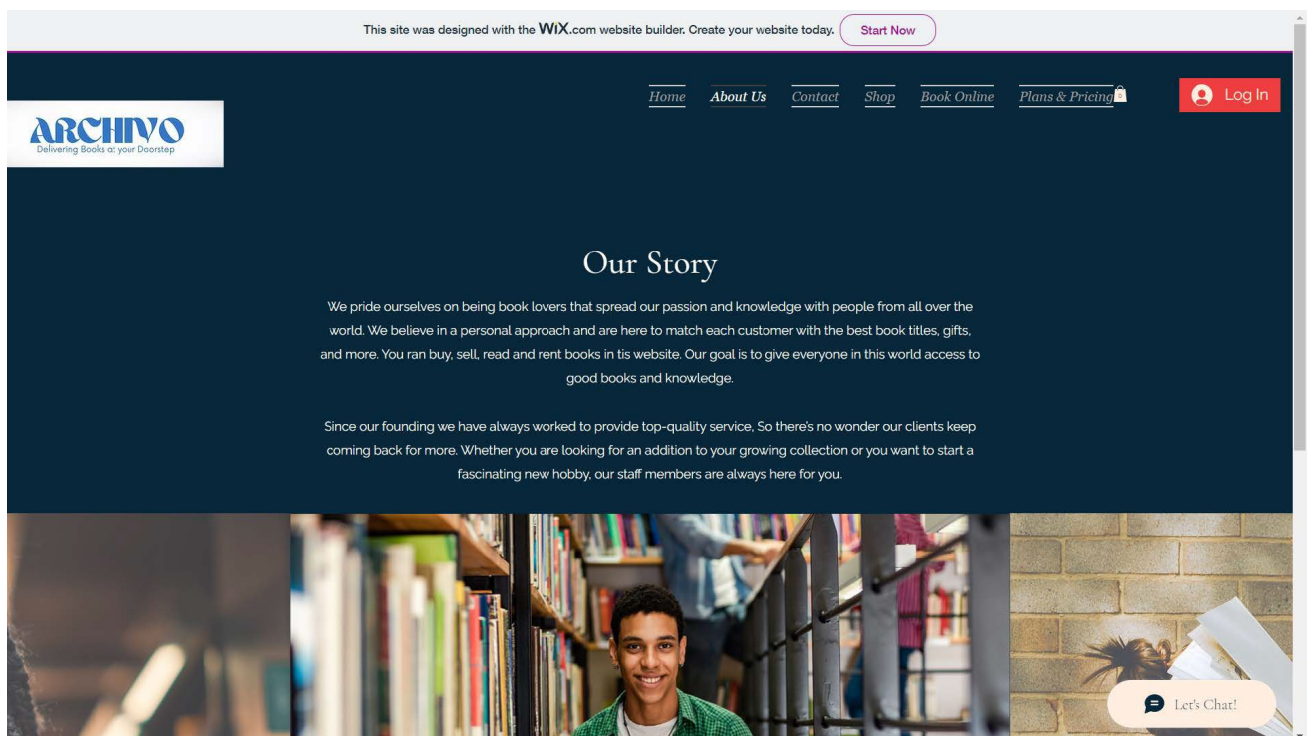 This site was designed with the WiX.com website builder. Create your website today. Start Now
Home About Us Contact Shop Book Online Plans & Pricing Log In
ARCHIVO
Delivering Books at your Doorstep
Our Story
We pride ourselves on being book lovers that spread our passion and knowledge with people from all over the
world. We believe in a personal approach and are here to match each customer with the best book titles, gifts,
and more. You ran buy, sell, read and rent books in tis website. Our goal is to give everyone in this world access to
good books and knowledge.
Since our founding we have always worked to provide top-quality service, So there's no wonder our clients keep
coming back for more. Whether you are looking for an addition to your growing collection or you want to start a
fascinating new hobby, our staff members are always here for you.
Let's Chat!